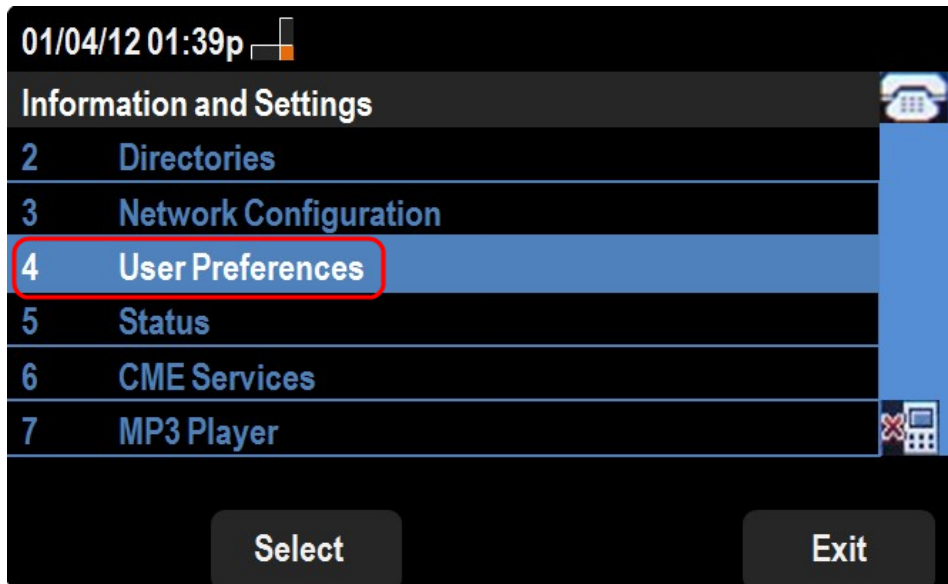 01/04/12 01:39p
Information and Settings
2 Directories
3 Network Configuration
4 User Preferences
5 Status
6 CME Services
7 MP3 Player
Select Exit